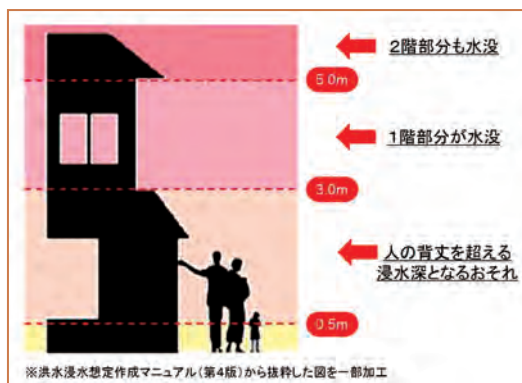 2階部分も水没
5.0m
1階部分が水没
3.0m
人の背丈を超える
浸水深となるおそれ
0.5m
※洪水浸水想定作成マニュアル(第4版)から抜粋した図を一部加工